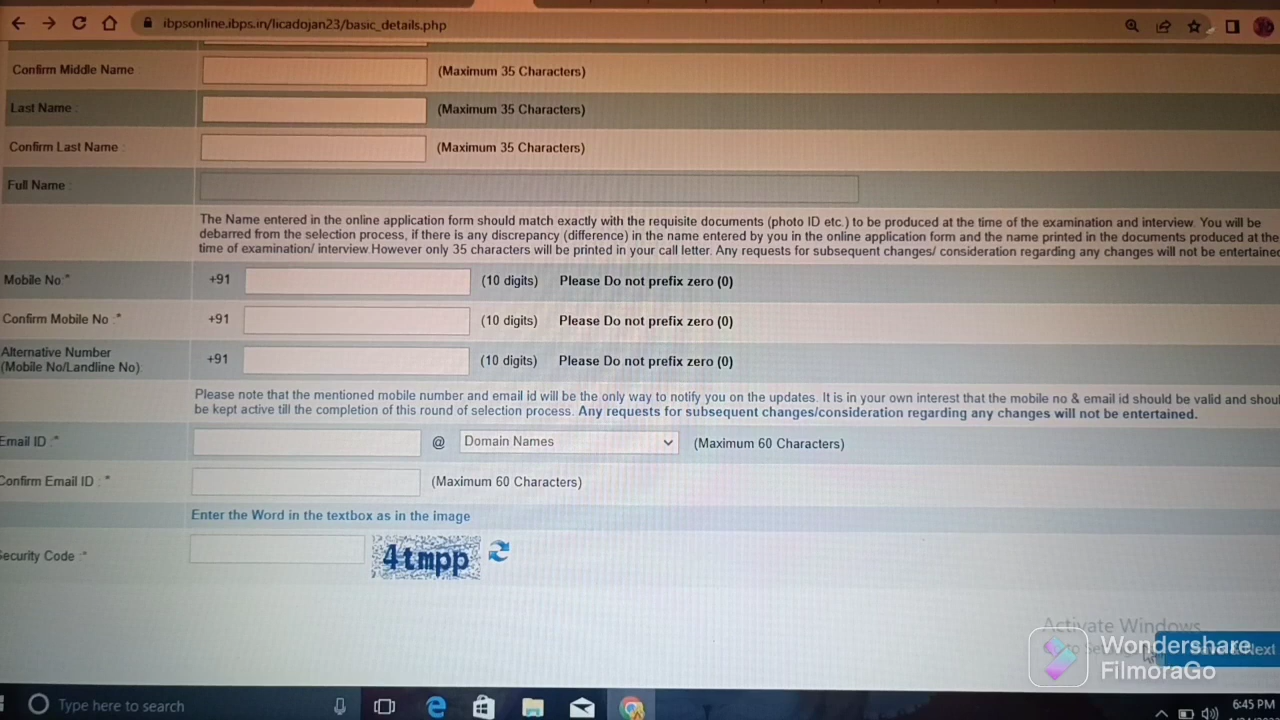 ibpsonline.ibps.in/licadojan23/basic_details.php
Confirm Middle Name (Maximum 35 Characters)
Last Name : (Maximum 35 Characters)
Confirm Last Name : (Maximum 35 Characters)
Full Name :
The Name entered in the online application form should match exactly with the requisite documents (photo ID etc.) to be produced at the time of the examination and interview. You will be
debarred from the selection process, if there is any discrepancy (difference) in the name entered by you in the online application form and the name printed in the documents produced at the
time of examination/ interview.However only 35 characters will be printed in your call letter. Any requests for subsequent changes/ consideration regarding any changes will not be entertained
Mobile No:* +91 (10 digits) Please Do not prefix zero (0)
Confirm Mobile No :* +91 (10 digits) Please Do not prefix zero (0)
Alternative Number
(Mobile No/Landline No): +91 (10 digits) Please Do not prefix zero (0)
Please note that the mentioned mobile number and email id will be the only way to notify you on the updates. It is in your own interest that the mobile no & email id should be valid and shou
be kept active till the completion of this round of selection process. Any requests for subsequent changes/consideration regarding any changes will not be entertained.
Email ID :* @ Domain Names (Maximum 60 Characters)
Confirm Email ID : * (Maximum 60 Characters)
Enter the Word in the textbox as in the image
Security Code :* 4tmpp
Activate Windows
Wondershare
FilmoraGo
Next
Type here to search
6:45 PM